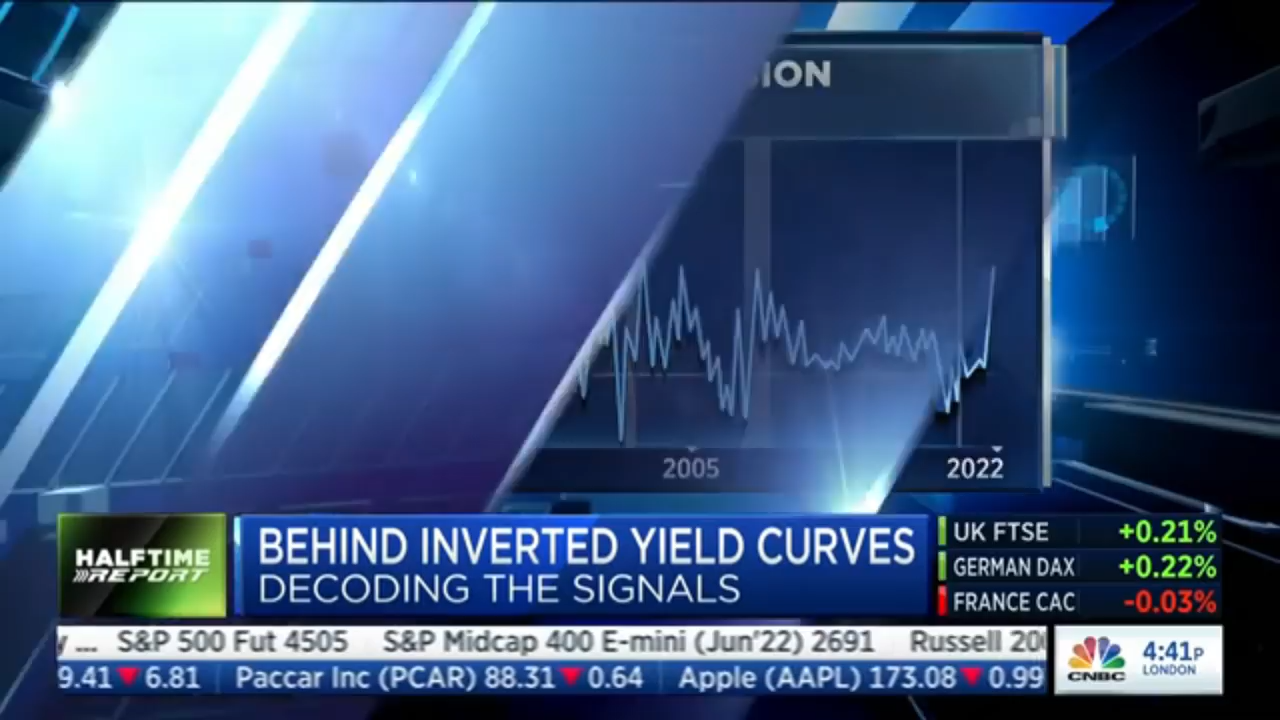 ION
2005
2022
HALFTIME
REPORT
BEHIND INVERTED YIELD CURVES
DECODING THE SIGNALS
UK FTSE +0.21%
GERMAN DAX +0.22%
FRANCE CAC -0.03%
y ... S&P 500 Fut 4505 S&P Midcap 400 E-mini (Jun'22) 2691 Russell 200
9.41 ▼ 6.81 Paccar Inc (PCAR) 88.31 ▼ 0.64 Apple (AAPL) 173.08 ▼ 0.99
CNBC
4:41P
LONDON